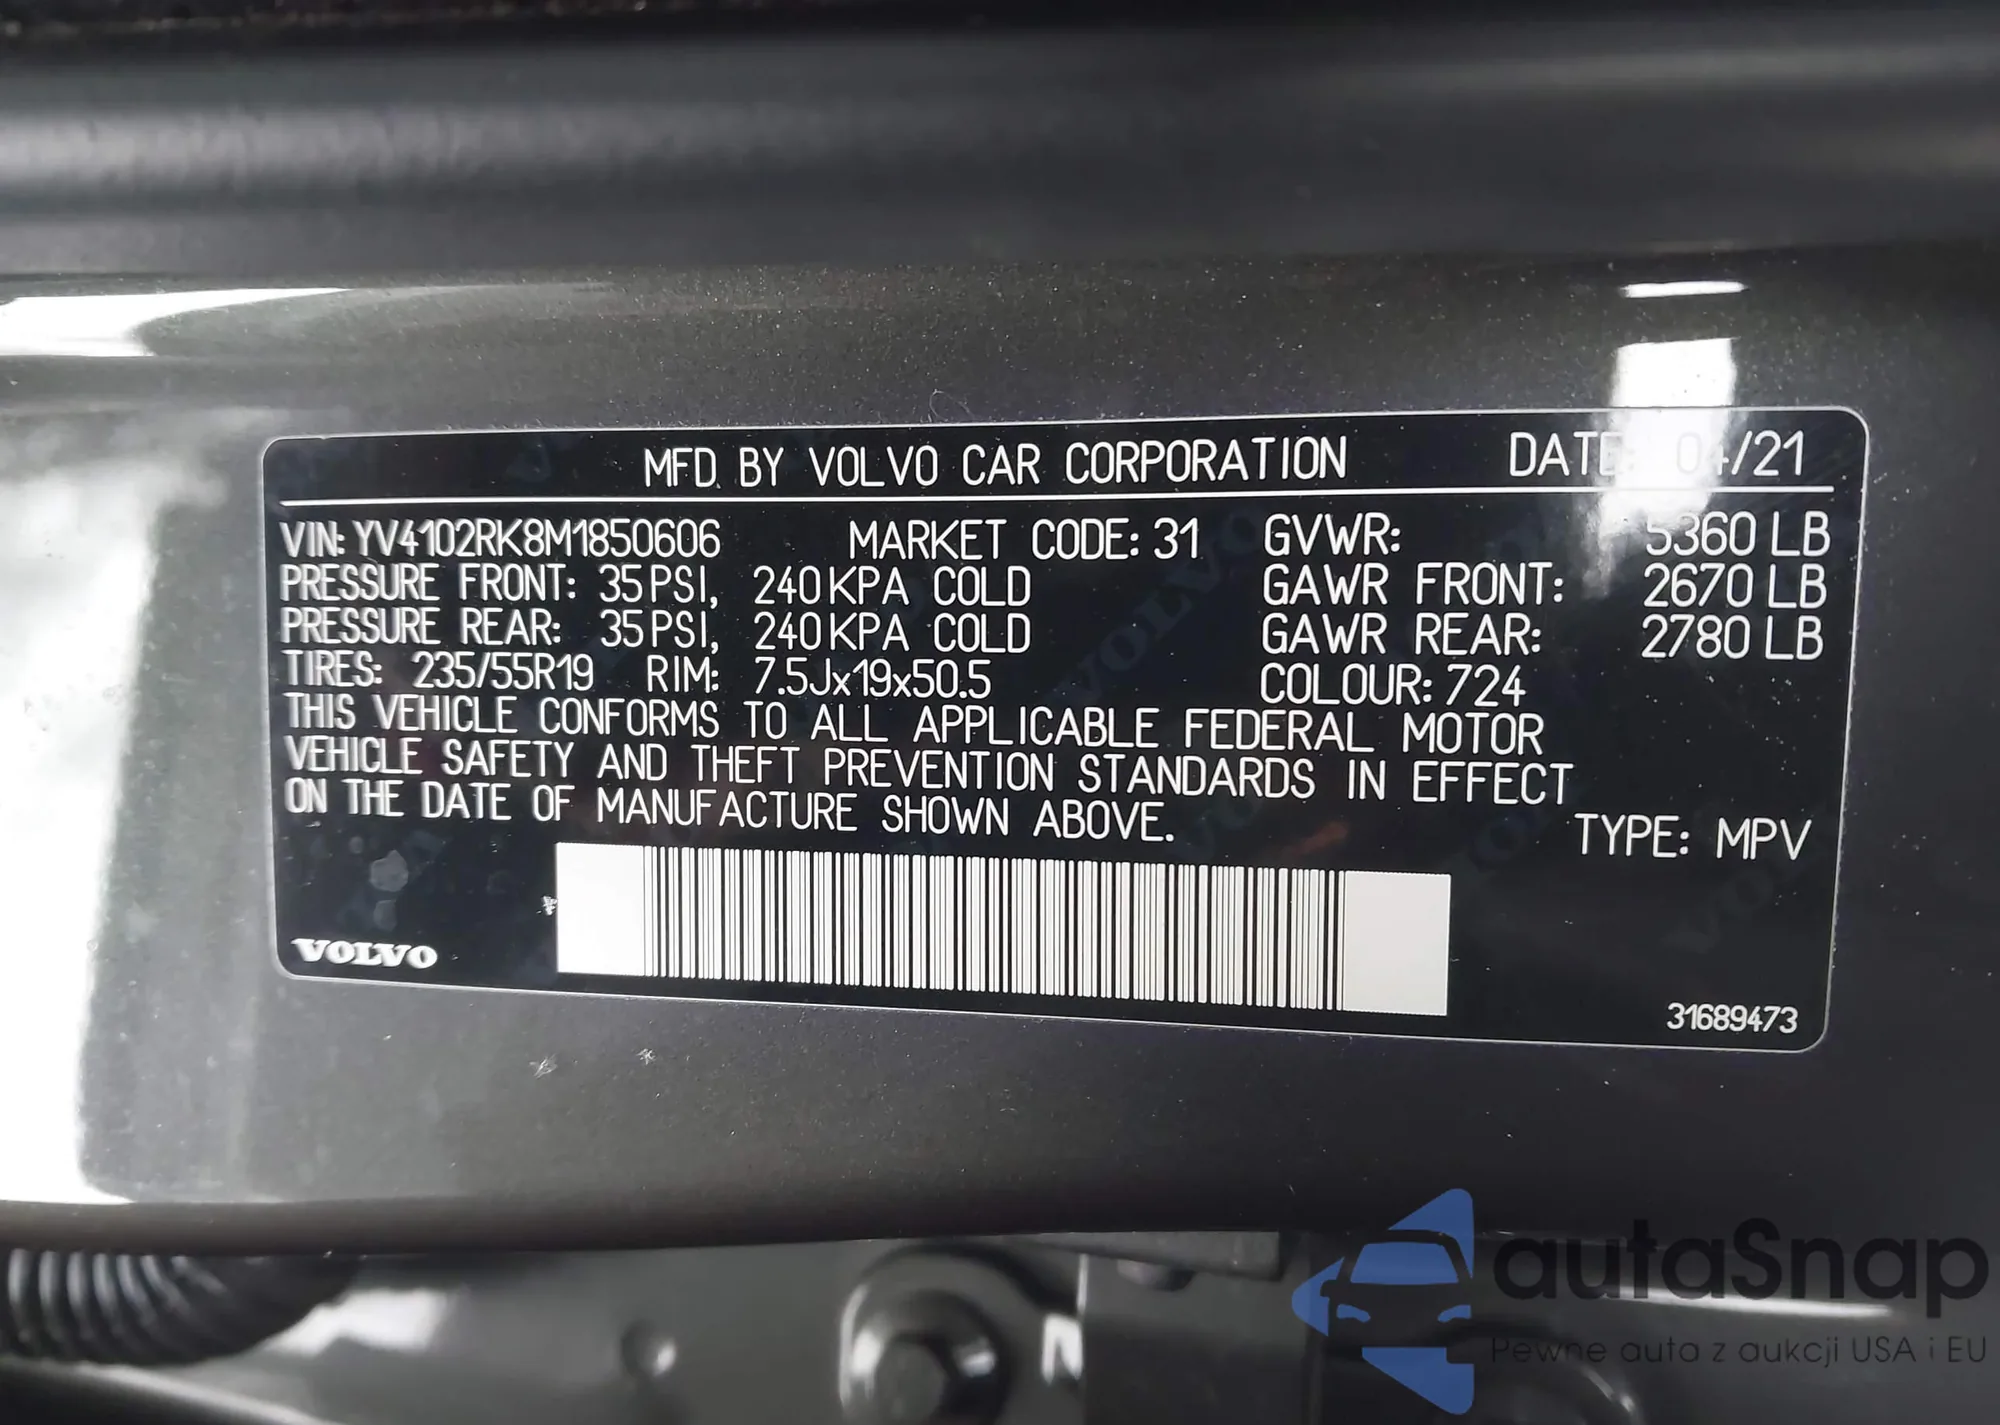 MFD BY VOLVO CAR CORPORATION DATE: 04/21
VIN: YV4102RK8M1850606 MARKET CODE: 31 GVWR: 5360 LB
PRESSURE FRONT: 35 PSI, 240 KPA COLD GAWR FRONT: 2670 LB
PRESSURE REAR: 35 PSI, 240 KPA COLD GAWR REAR: 2780 LB
TIRES: 235/55R19 RIM: 7.5Jx19x50.5 COLOUR: 724
THIS VEHICLE CONFORMS TO ALL APPLICABLE FEDERAL MOTOR
VEHICLE SAFETY AND THEFT PREVENTION STANDARDS IN EFFECT
ON THE DATE OF MANUFACTURE SHOWN ABOVE.
TYPE: MPV
VOLVO
31689473
autaSnap
Pewne auta z aukcji USA i EU